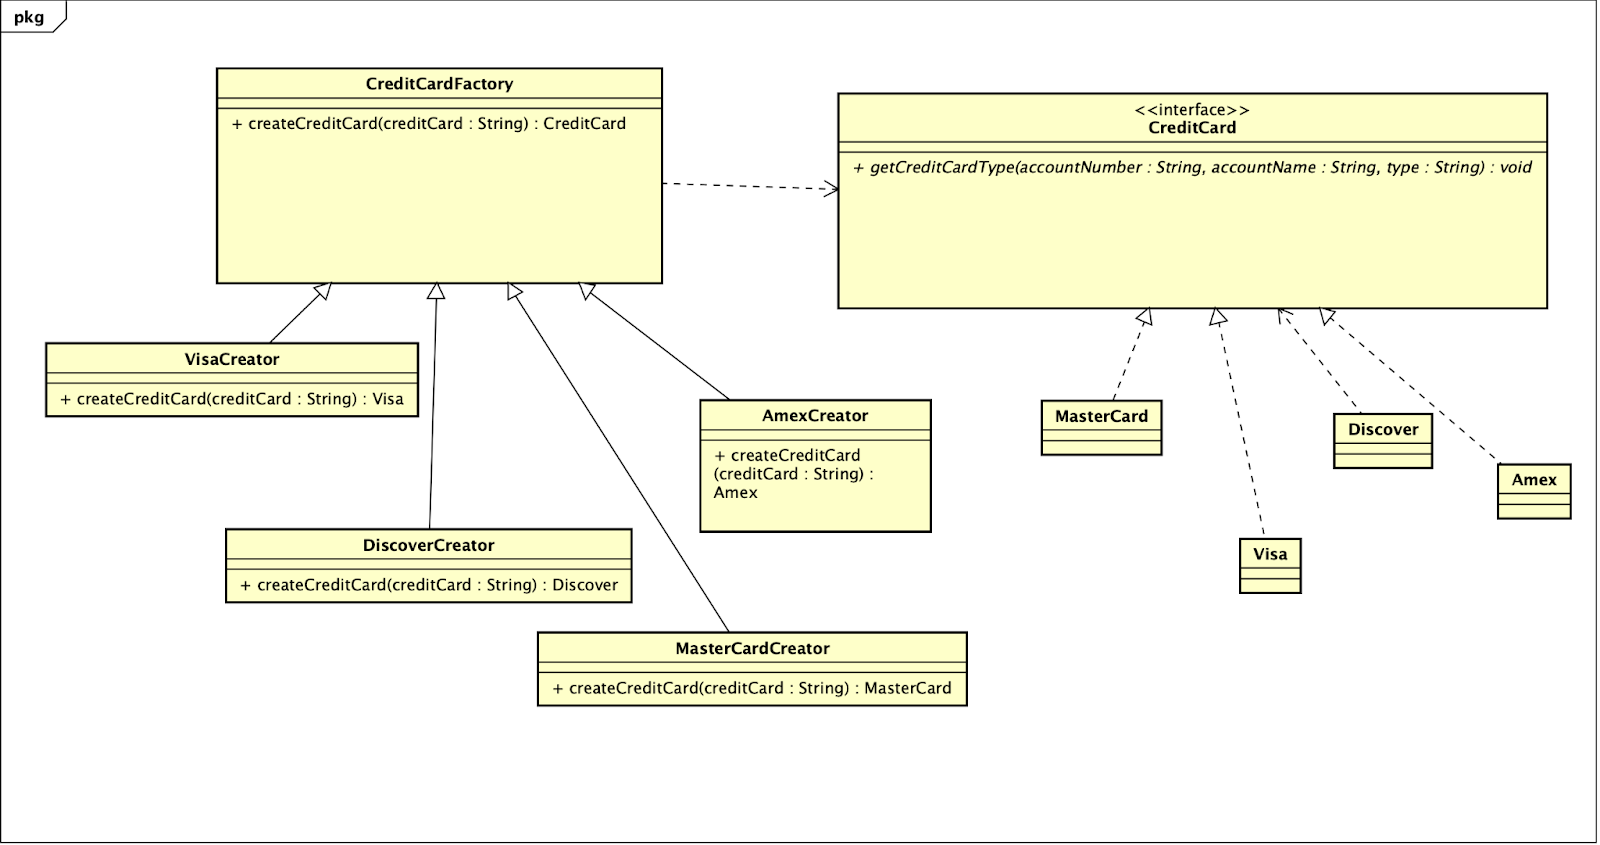 pkg
CreditCardFactory
+ createCreditCard(creditCard : String) : CreditCard
<<interface>>
CreditCard
+ getCreditCardType(accountNumber : String, accountName : String, type : String) : void
VisaCreator
+ createCreditCard(creditCard : String) : Visa
AmexCreator
+ createCreditCard
(creditCard : String) :
Amex
MasterCard
Discover
Amex
DiscoverCreator
+ createCreditCard(creditCard : String) : Discover
Visa
MasterCardCreator
+ createCreditCard(creditCard : String) : MasterCard